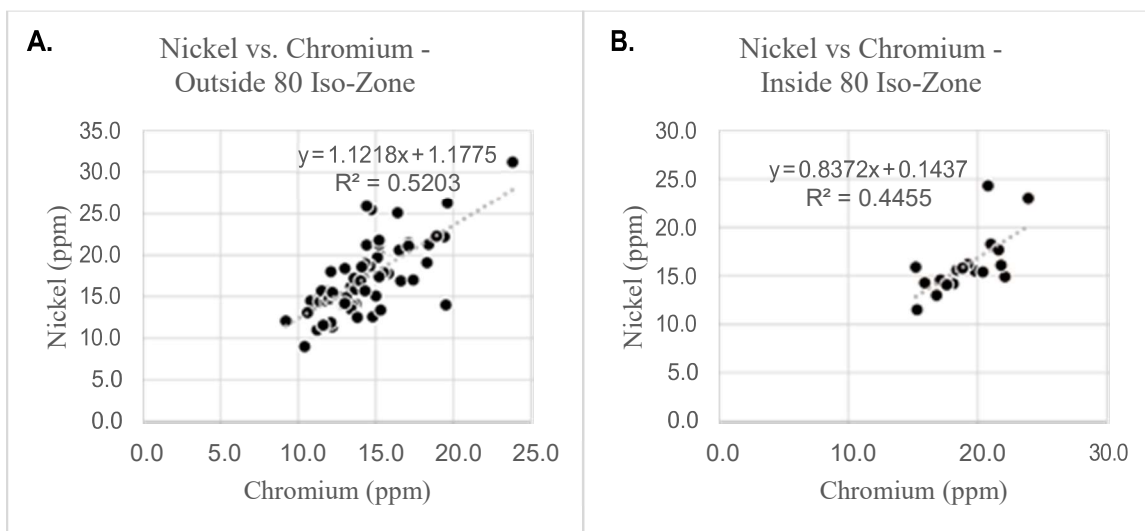 A.
Nickel vs. Chromium -
Outside 80 Iso-Zone
35.0
30.0
25.0
20.0
15.0
10.0
5.0
0.0
y=1.1218x+1.1775
R² = 0.5203
Nickel (ppm)
0.0
10.0
15.0
20.0
25.0
Chromium (ppm)
B.
Nickel vs Chromium -
Inside 80 Iso-Zone
30.0
25.0
20.0
15.0
10.0
5.0
0.0
y=0.8372x+0.1437
R² = 0.4455
Nickel (ppm)
0.0
10.0
20.0
30.0
Chromium (ppm)